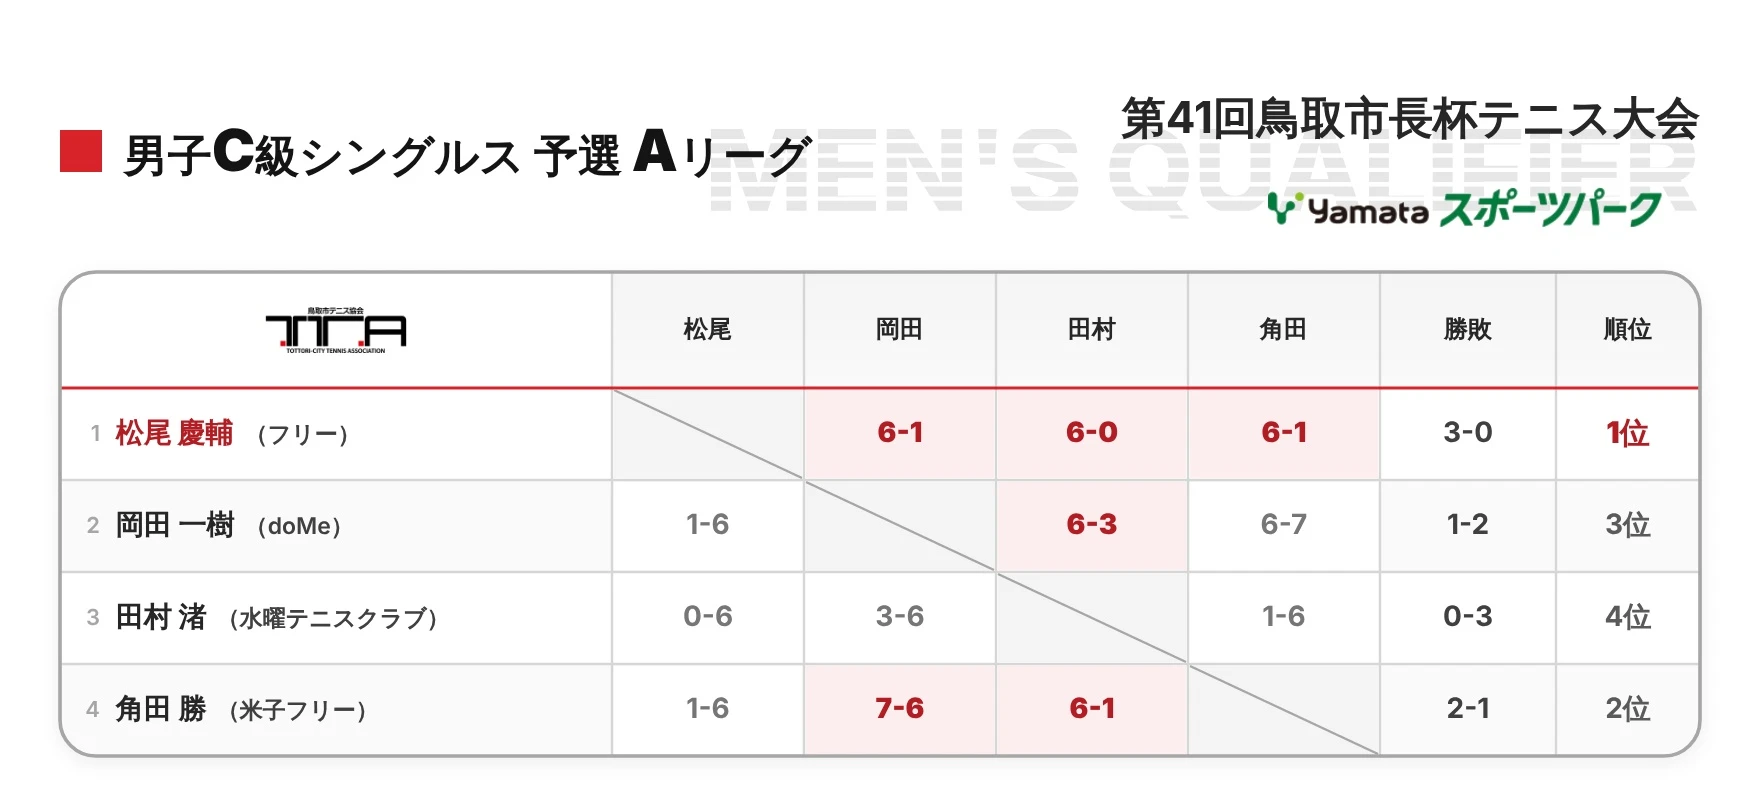 第41回鳥取市長杯テニス大会
男子C級シングルス 予選 Aリーグ
MEN'S QUALIFIER
Yamata スポーツパーク
鳥取市テニス協会
TTA
TOTTORI-CITY TENNIS ASSOCIATION
松尾 岡田 田村 角田 勝敗 順位
1 松尾 慶輔 （フリー） 6-1 6-0 6-1 3-0 1位
2 岡田 一樹 （doMe） 1-6 6-3 6-7 1-2 3位
3 田村 渚 （水曜テニスクラブ） 0-6 3-6 1-6 0-3 4位
4 角田 勝 （米子フリー） 1-6 7-6 6-1 2-1 2位